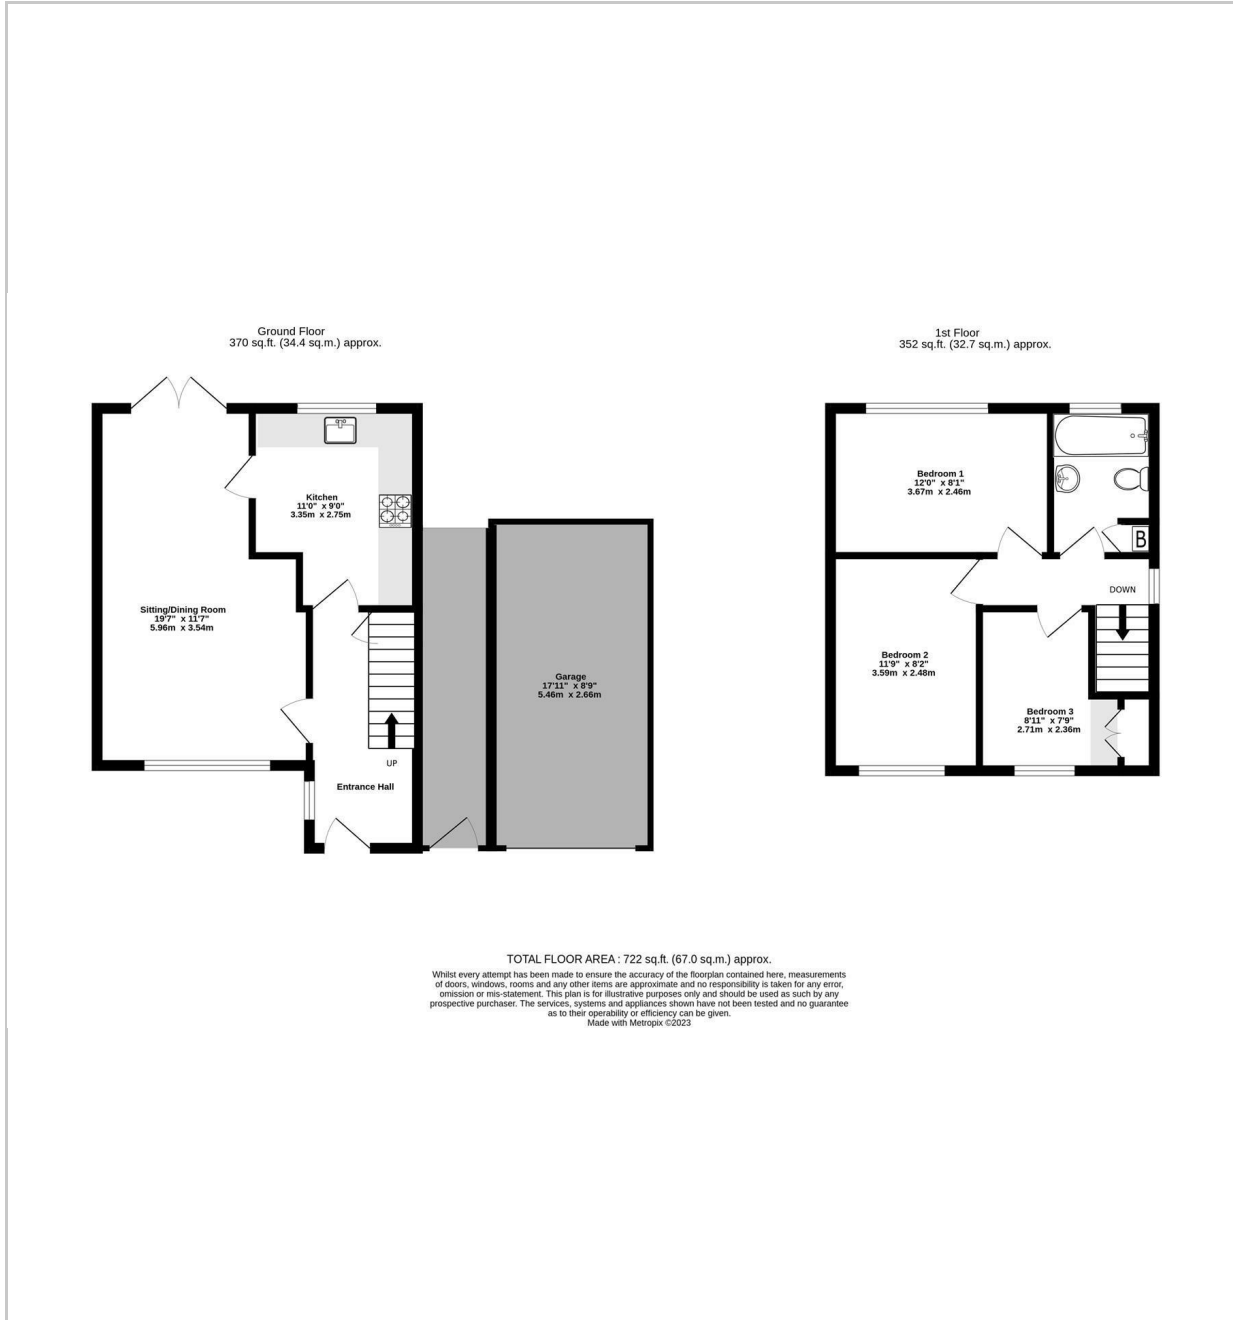 Ground Floor
370 sq.ft. (34.4 sq.m.) approx.
1st Floor
352 sq.ft. (32.7 sq.m.) approx.
Kitchen
11'0" x 9'0"
3.35m x 2.75m
Sitting/Dining Room
19'7" x 11'7"
5.96m x 3.54m
UP
Entrance Hall
Garage
17'11" x 8'9"
5.46m x 2.66m
Bedroom 1
12'0" x 8'1"
3.67m x 2.46m
B
DOWN
Bedroom 2
11'9" x 8'2"
3.59m x 2.48m
Bedroom 3
8'11" x 7'9"
2.71m x 2.36m
TOTAL FLOOR AREA : 722 sq.ft. (67.0 sq.m.) approx.
Whilst every attempt has been made to ensure the accuracy of the floorplan contained here, measurements
of doors, windows, rooms and any other items are approximate and no responsibility is taken for any error,
omission or mis-statement. This plan is for illustrative purposes only and should be used as such by any
prospective purchaser. The services, systems and appliances shown have not been tested and no guarantee
as to their operability or efficiency can be given.
Made with Metropix ©2023